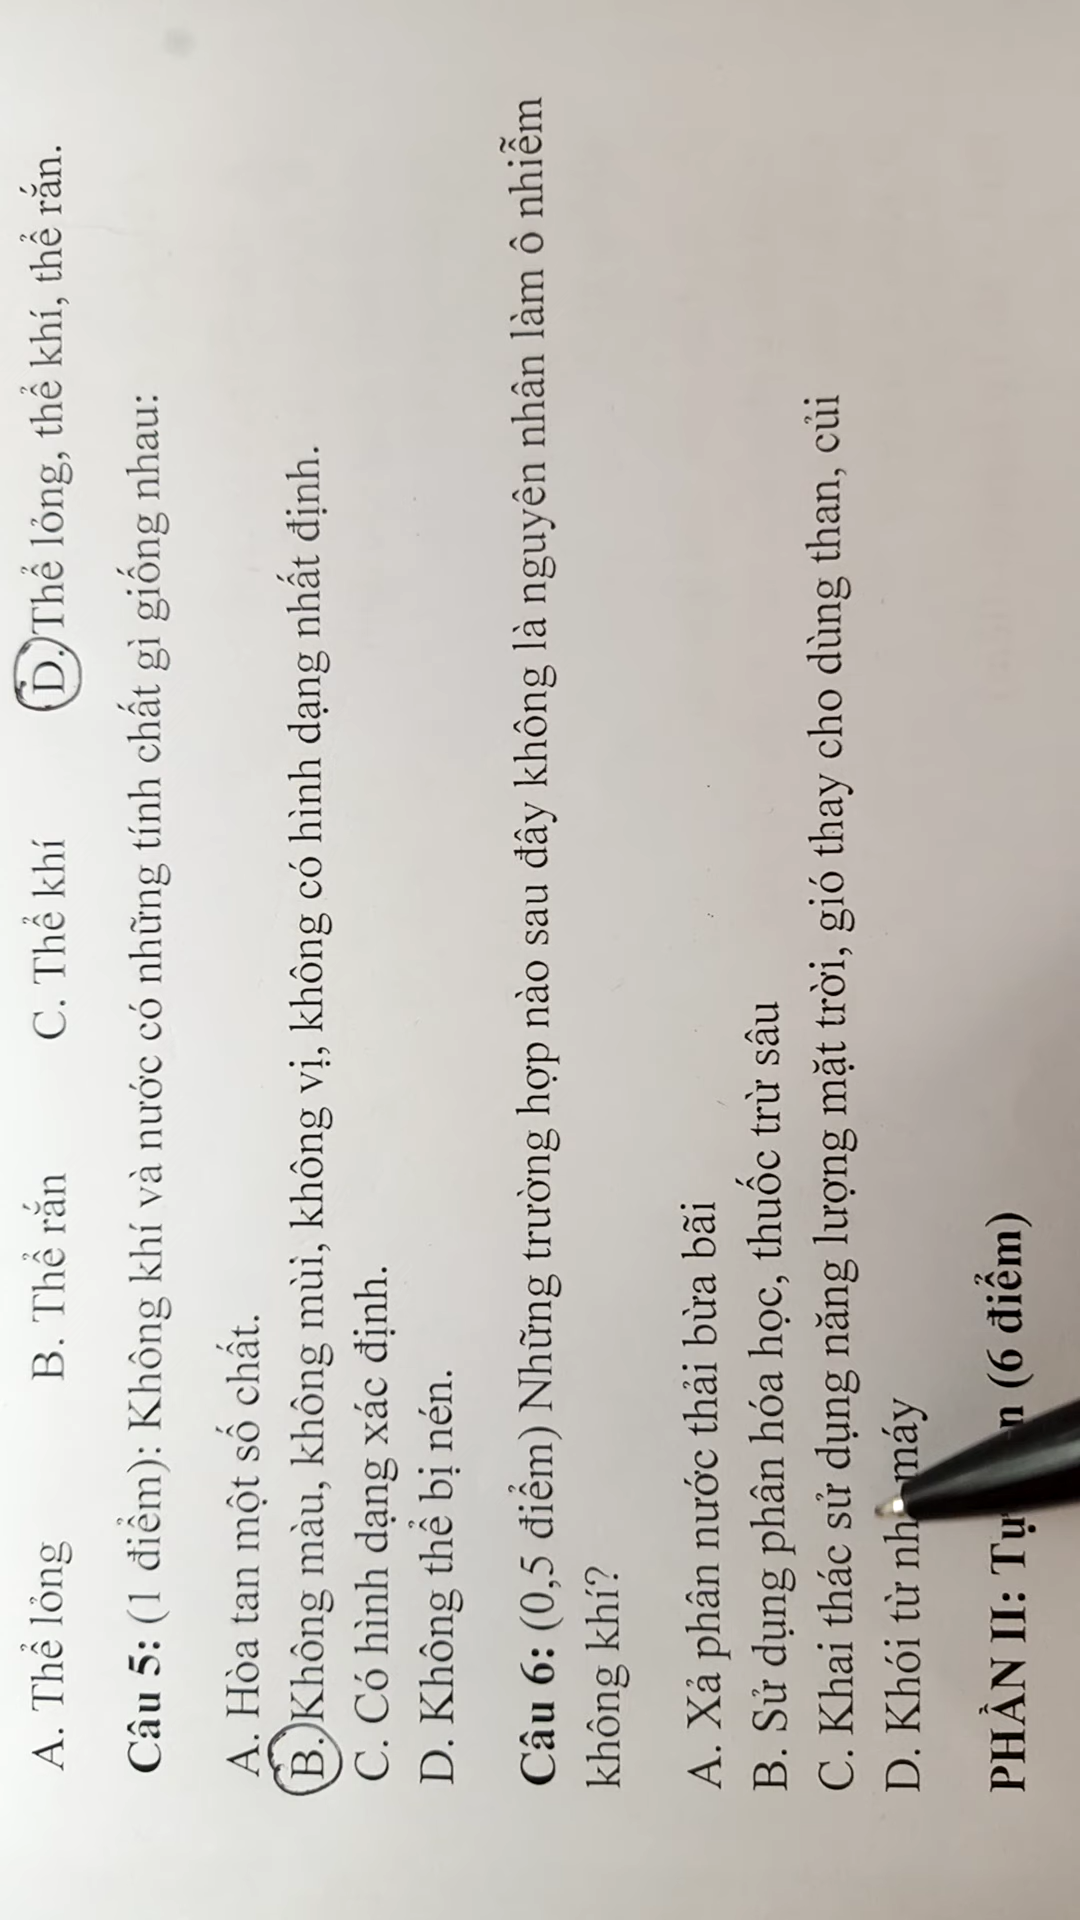 A. Thể lỏng B. Thể rắn C. Thể khí D. Thể lỏng, thể khí, thể rắn.
Câu 5: (1 điểm): Không khí và nước có những tính chất gì giống nhau:
A. Hòa tan một số chất.
B. Không màu, không mùi, không vị, không có hình dạng nhất định.
C. Có hình dạng xác định.
D. Không thể bị nén.
Câu 6: (0,5 điểm) Những trường hợp nào sau đây không là nguyên nhân làm ô nhiễm
không khí?
A. Xả phân nước thải bừa bãi
B. Sử dụng phân hóa học, thuốc trừ sâu
C. Khai thác sử dụng năng lượng mặt trời, gió thay cho dùng than, củi
D. Khói từ máy
PHẦN II: (6 điểm)